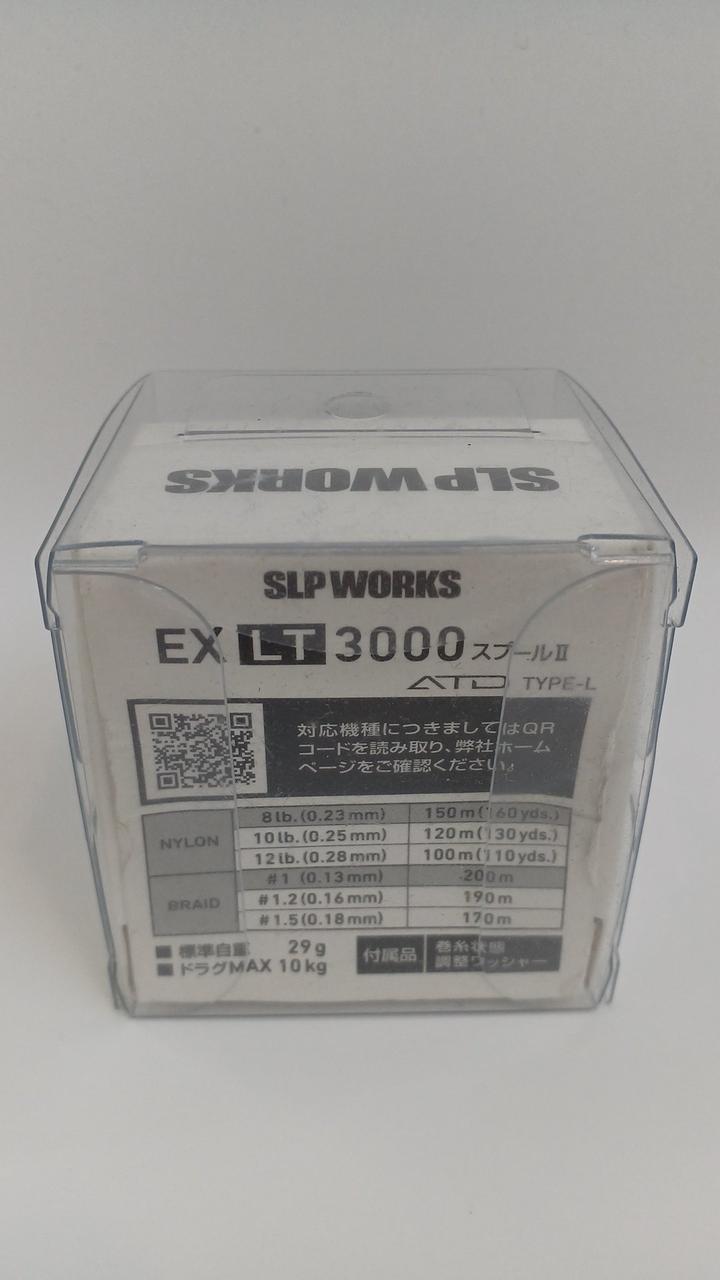 SLP WORKS
SLP WORKS
EX LT 3000 スプールⅡ
ATD TYPE-L
対応機種につきましてはQR
コードを読み取り、弊社ホーム
ページをご確認ください。
NYLON
8lb.(0.23mm) 150m(160yds.)
10lb.(0.25mm) 120m(130yds.)
12lb.(0.28mm) 100m(110yds.)
BRAID
#1 (0.13mm) 200m
#1.2(0.16mm) 190m
#1.5(0.18mm) 170m
■ 標準自重 29g
■ ドラグMAX 10kg
付属品
巻糸状態
調整ワッシャー